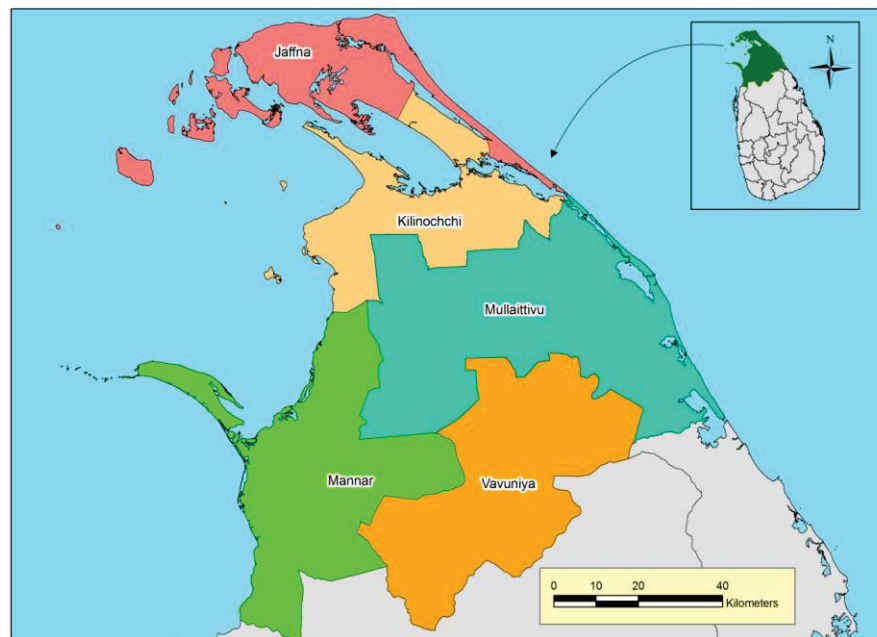 Jaffna
N
Kilinochchi
Mullaittivu
Mannar
Vavuniya
0 10 20 40
Kilometers